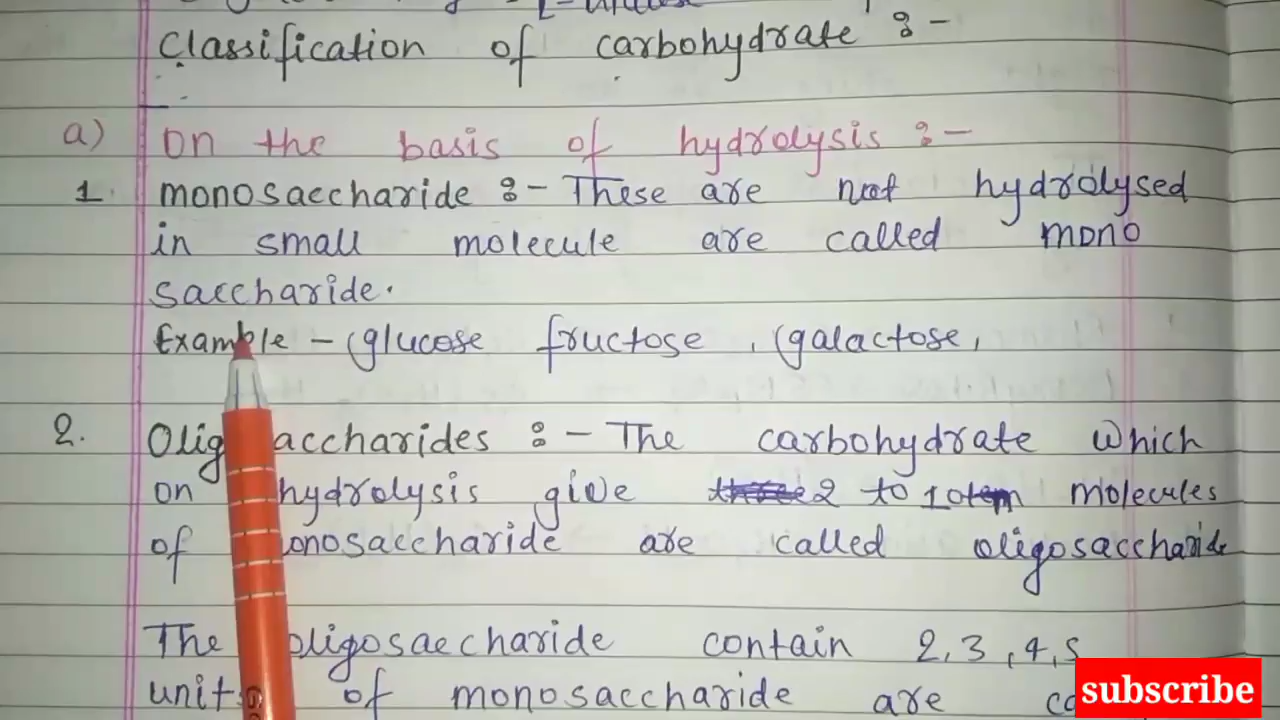 Classification of carbohydrate :-
a) On the basis of hydrolysis :-
1. monosaccharide :- These are not hydrolysed
in small molecule are called mono
saccharide.
Example - Glucose fructose, Galactose,
2. Oligosaccharides :- The carbohydrate which
on hydrolysis give 2 to 10 molecules
of monosaccharide are called oligosaccharide
The oligosaccharide contain 2, 3, 4, 5
unit of monosaccharide are
subscribe